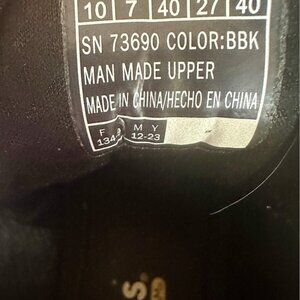 10 7 40 27 40
SN 73690 COLOR:BBK
MAN MADE UPPER
MADE IN CHINA/HECHO EN CHINA
F M Y
12-23
S